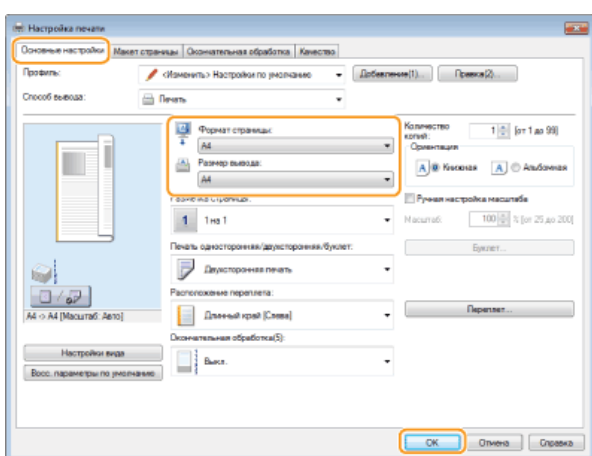 Настройка печати
Основные настройки Макет страницы Окончательная обработка Качество
Профиль: <Изменить> Настройки по умолчанию Добавление(1)... Правка(2)...
Способ вывода: Печать
Формат страницы:
A4
Размер вывода:
A4
Количество копий: 1 [от 1 до 99]
Ориентация
A Книжная A Альбомная
Разметка страницы:
1 1 на 1
Ручная настройка масштаба
Масштаб: 100 % [от 25 до 200]
Печать односторонняя/двухсторонняя/буклет:
Двухсторонняя печать
Буклет...
Расположение переплета:
Длинный край [Слева]
Переплет...
A4 -> A4 [Масштаб: Авто]
Окончательная обработка(5):
Выкл.
Настройки вида
Восс. параметры по умолчанию
OK Отмена Справка